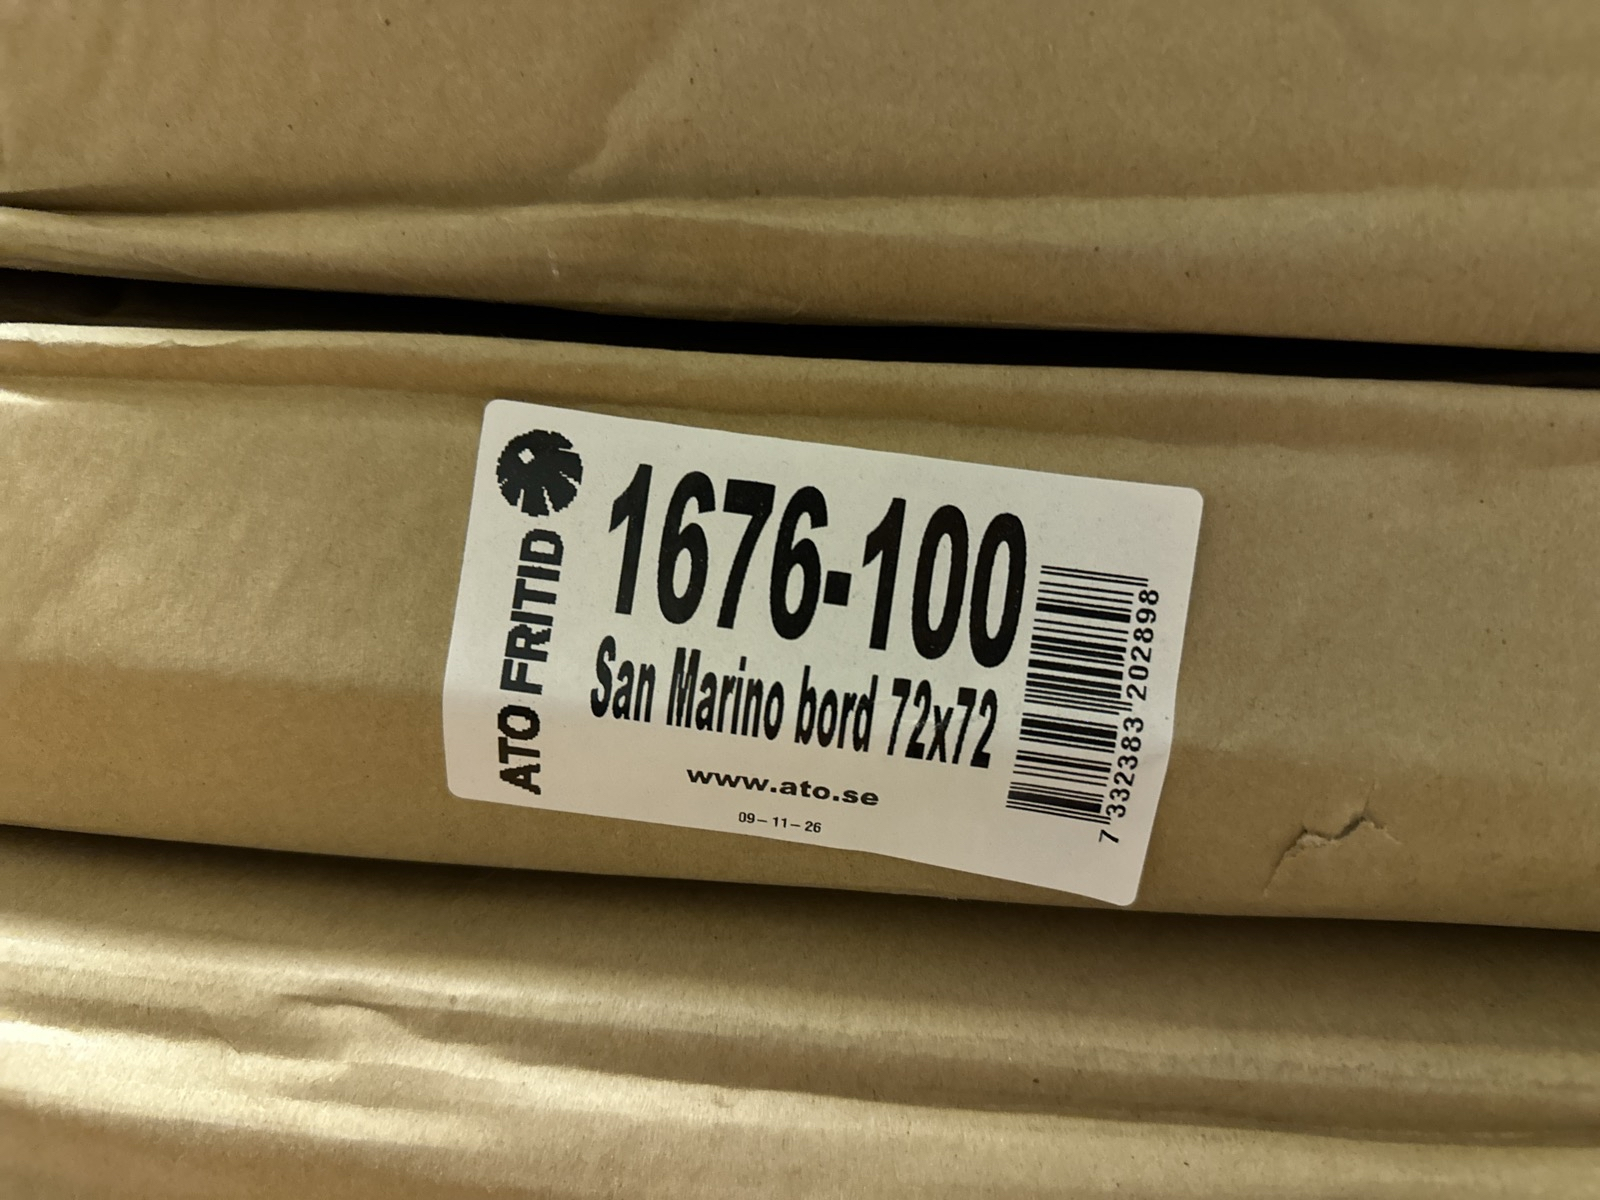 ATO FRITID
1676-100
San Marino bord 72x72
www.ato.se
09-11-26
7 332383 202898